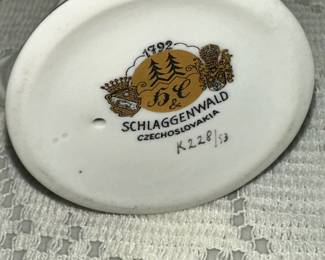 1792
H&C
SCHLAGGENWALD
CZECHOSLOVAKIA
K228/53